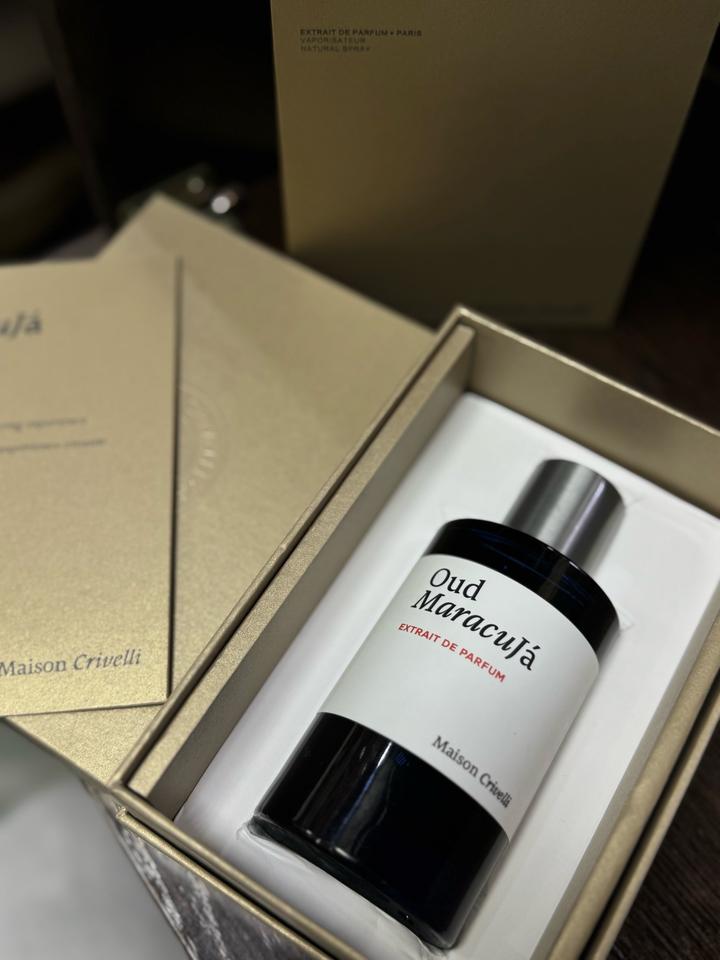 EXTRAIT DE PARFUM • PARIS
VAPORISATEUR
NATURAL SPRAY
Maison Crivelli
Oud
MaracuJá
EXTRAIT DE PARFUM
Maison Crivelli